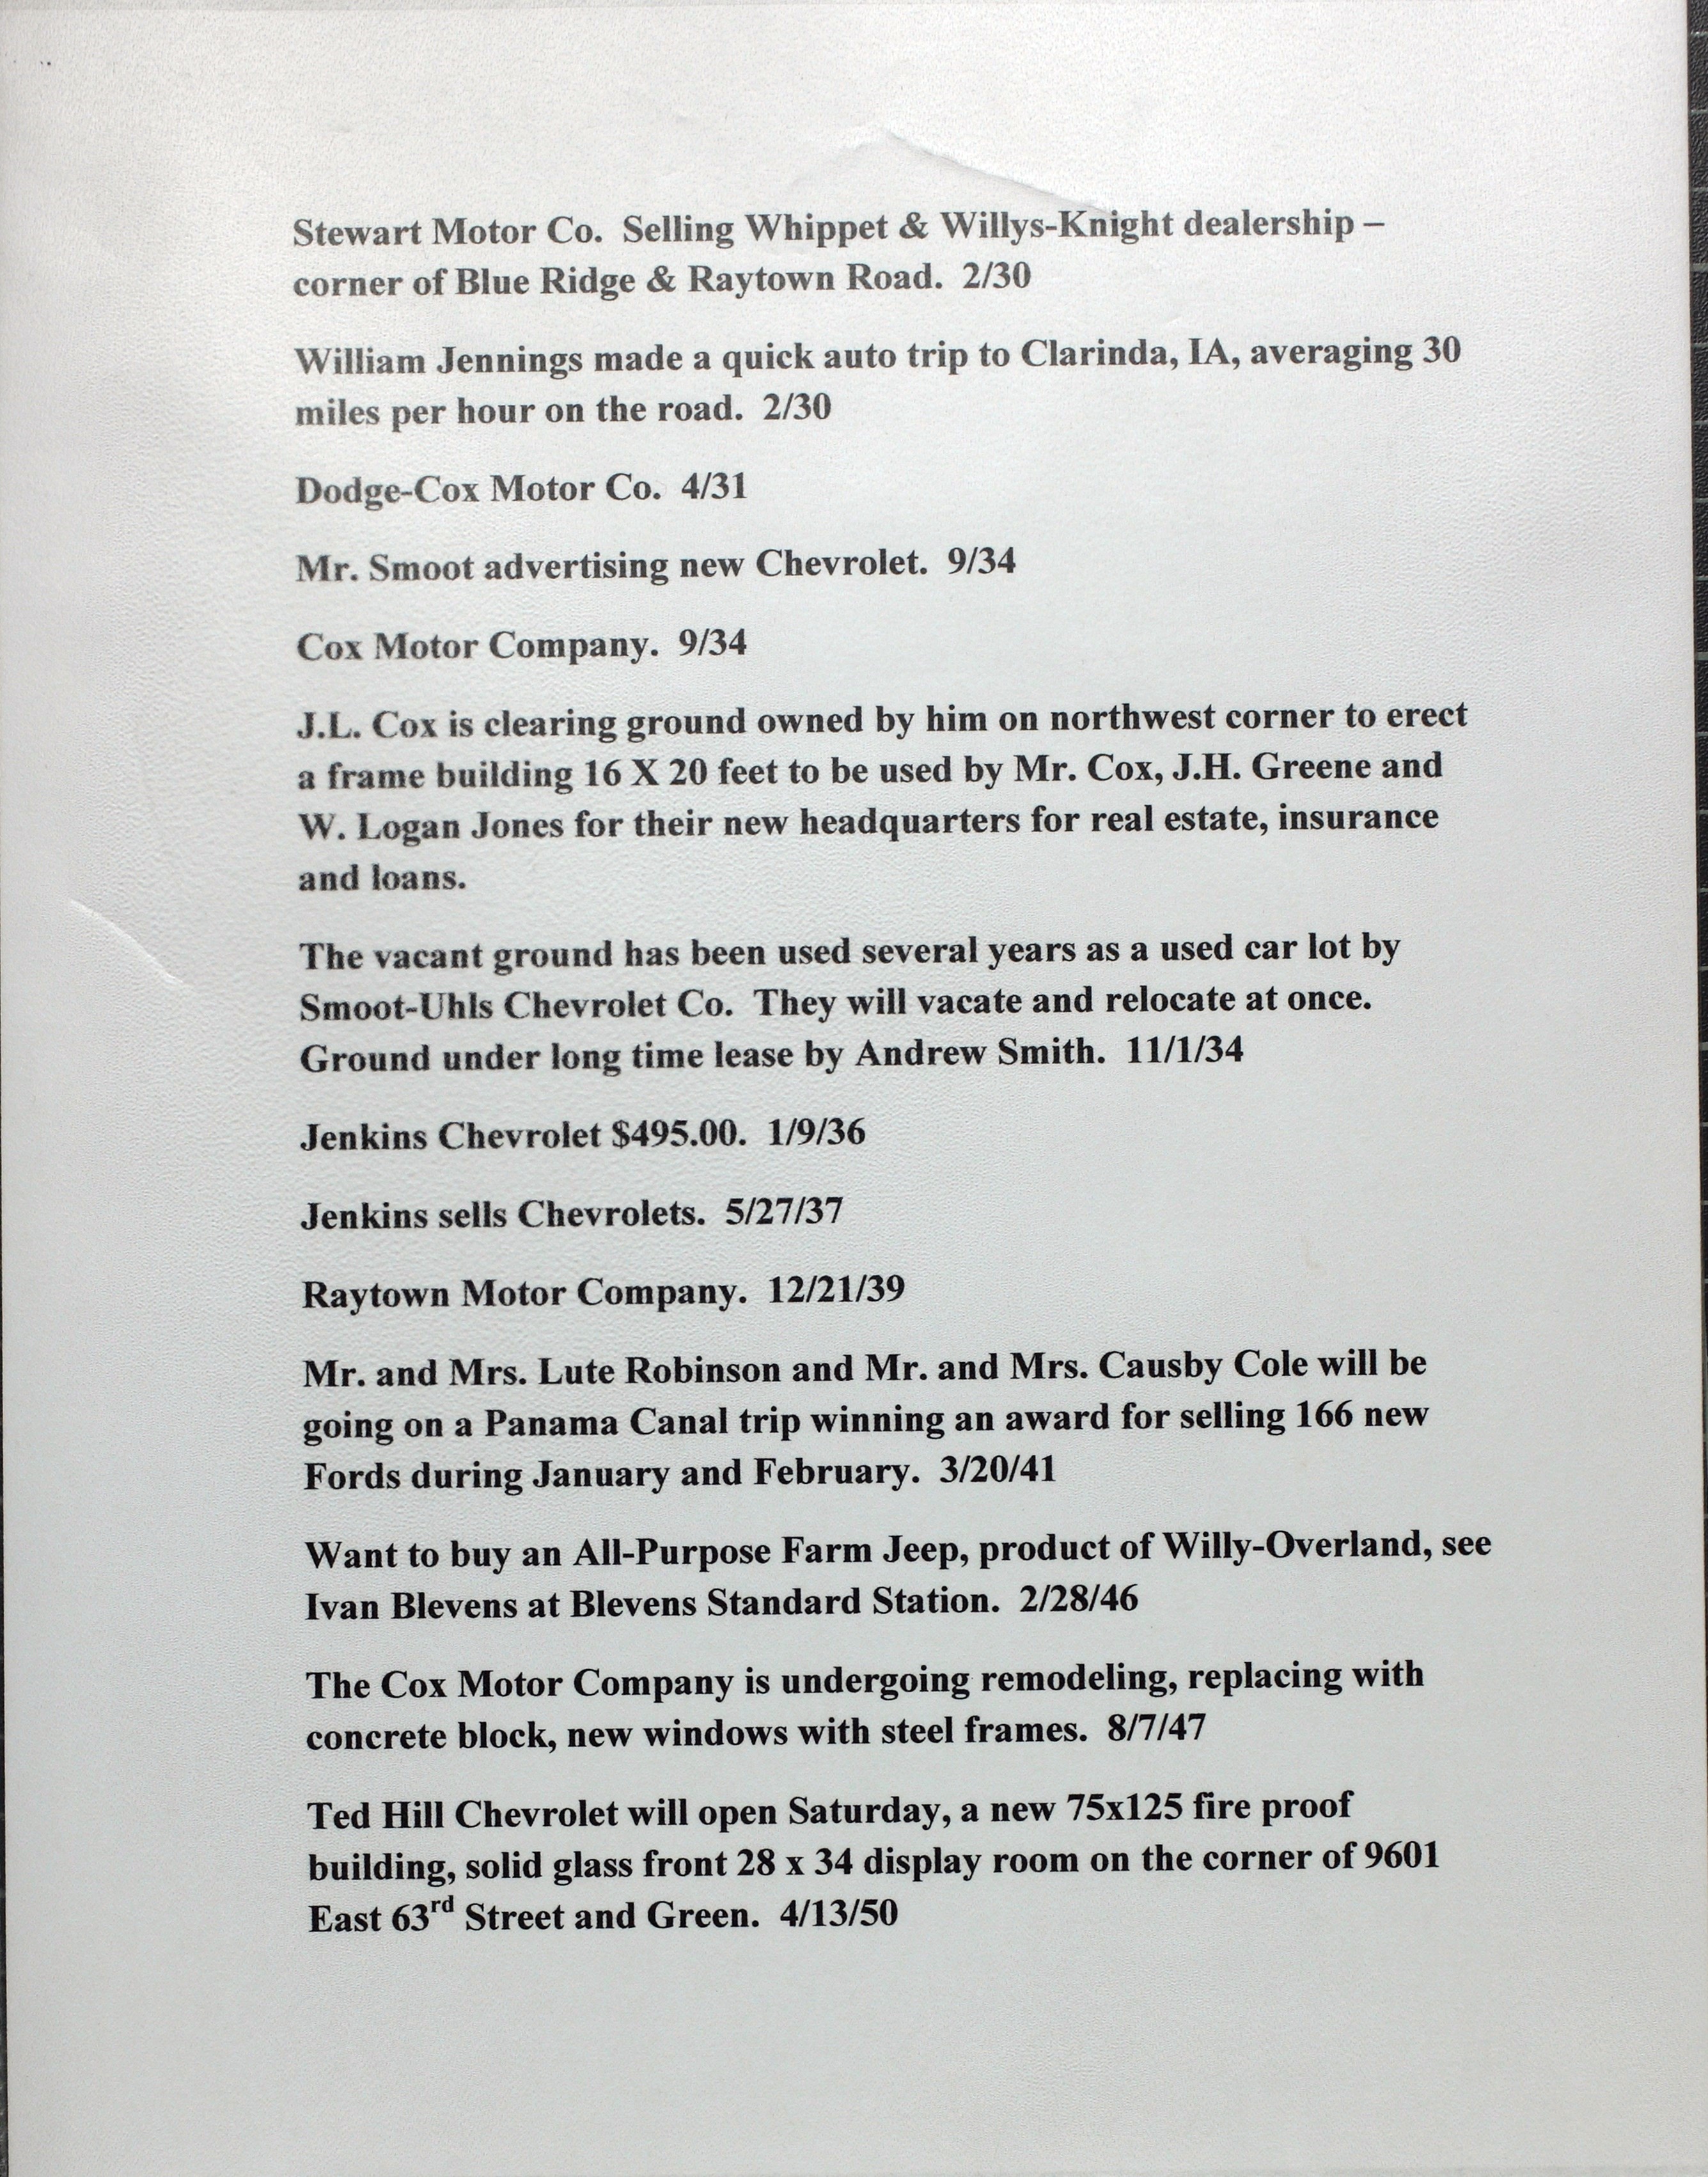 Stewart Motor Co.  Selling Whippet & Willys-Knight dealership –
corner of Blue Ridge & Raytown Road.  2/30
William Jennings made a quick auto trip to Clarinda, IA, averaging 30
miles per hour on the road.  2/30
Dodge-Cox Motor Co.  4/31
Mr. Smoot advertising new Chevrolet.  9/34
Cox Motor Company.  9/34
J.L. Cox is clearing ground owned by him on northwest corner to erect
a frame building 16 X 20 feet to be used by Mr. Cox, J.H. Greene and
W. Logan Jones for their new headquarters for real estate, insurance
and loans.
The vacant ground has been used several years as a used car lot by
Smoot-Uhls Chevrolet Co.  They will vacate and relocate at once.
Ground under long time lease by Andrew Smith.  11/1/34
Jenkins Chevrolet $495.00.  1/9/36
Jenkins sells Chevrolets.  5/27/37
Raytown Motor Company.  12/21/39
Mr. and Mrs. Lute Robinson and Mr. and Mrs. Causby Cole will be
going on a Panama Canal trip winning an award for selling 166 new
Fords during January and February.  3/20/41
Want to buy an All-Purpose Farm Jeep, product of Willy-Overland, see
Ivan Blevens at Blevens Standard Station.  2/28/46
The Cox Motor Company is undergoing remodeling, replacing with
concrete block, new windows with steel frames.  8/7/47
Ted Hill Chevrolet will open Saturday, a new 75x125 fire proof
building, solid glass front 28 x 34 display room on the corner of 9601
East 63rd Street and Green.  4/13/50